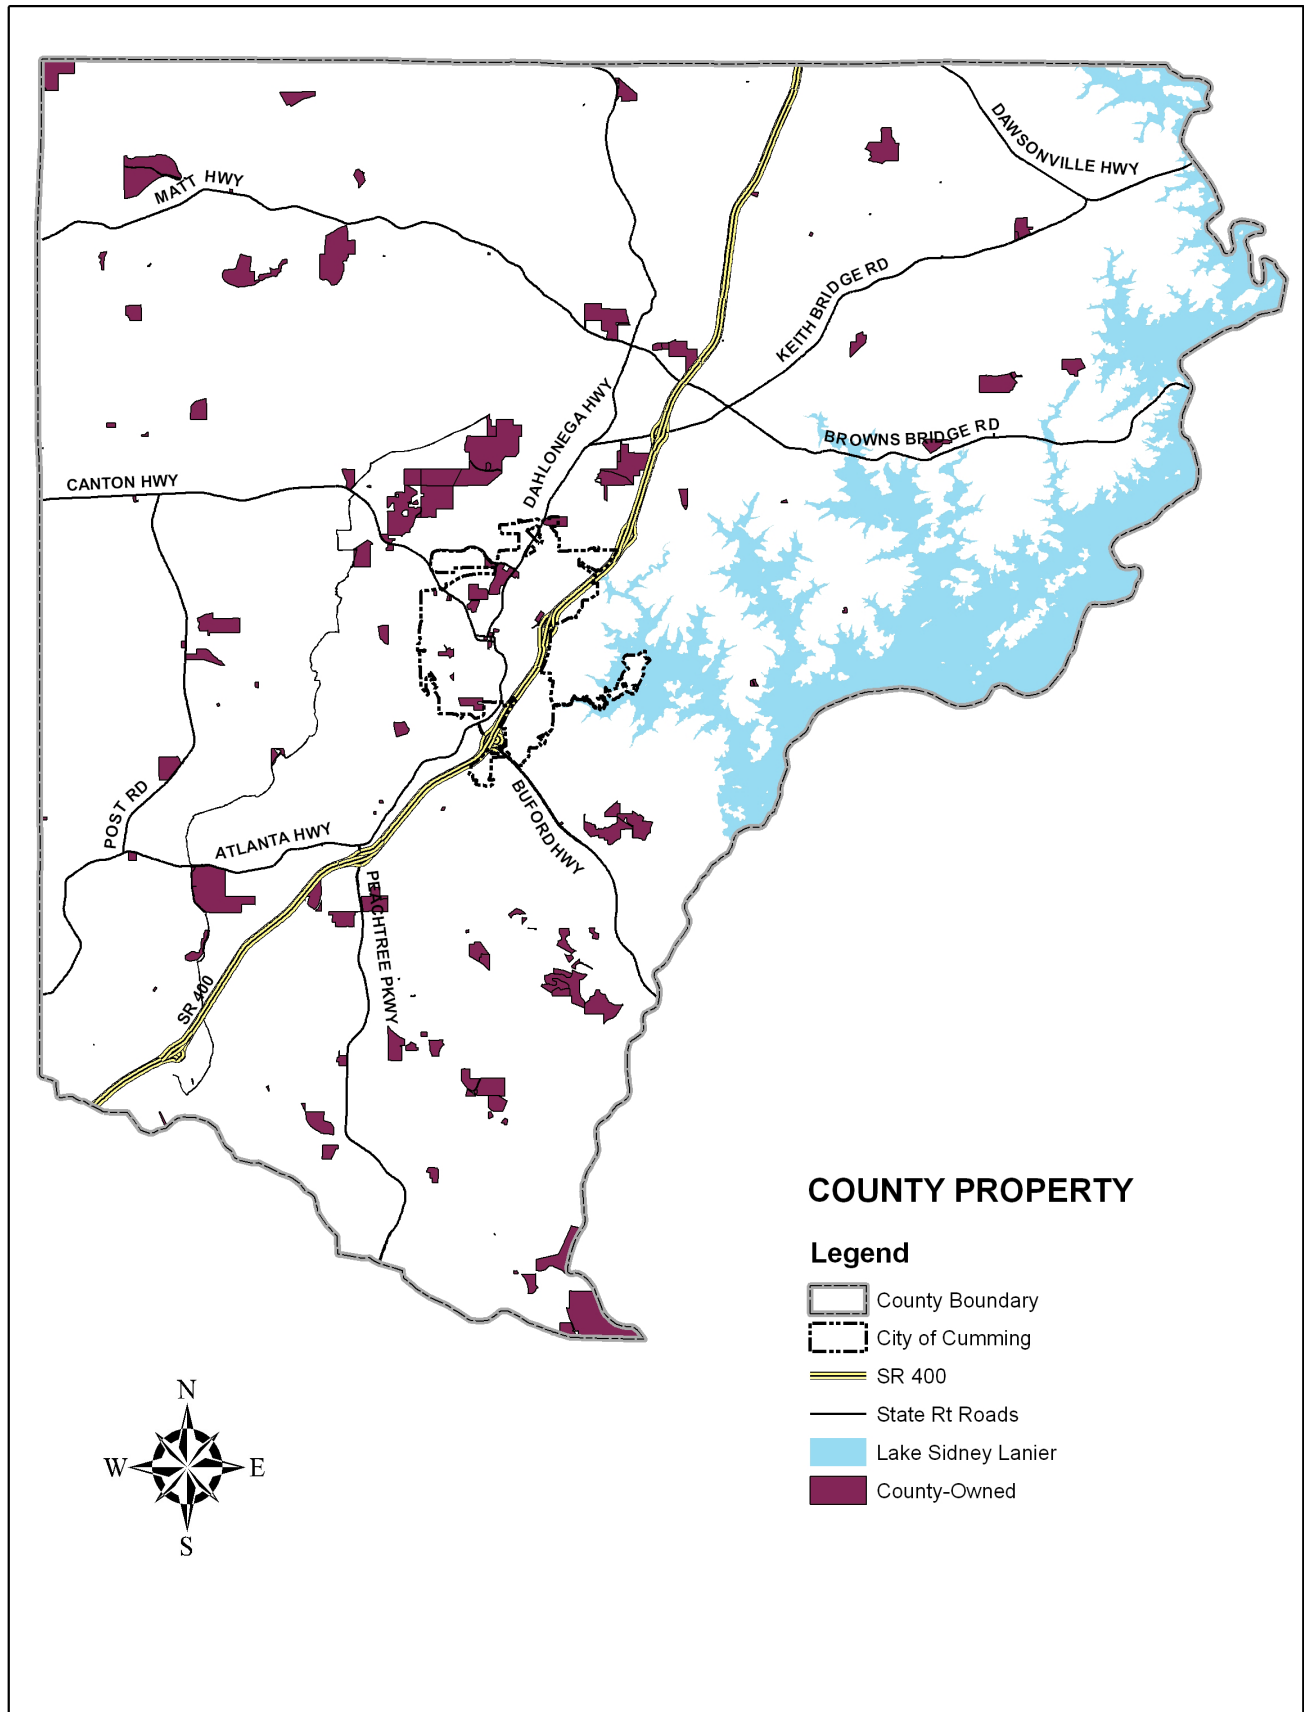 DAWSONVILLE HWY
MATT HWY
KEITH BRIDGE RD
DAHLONEGA HWY
BROWNS BRIDGE RD
CANTON HWY
POST RD
BUFORD HWY
ATLANTA HWY
PEACHTREE PKWY
SR 400
COUNTY PROPERTY
Legend
County Boundary
City of Cumming
SR 400
State Rt Roads
Lake Sidney Lanier
County-Owned
N
W E
S